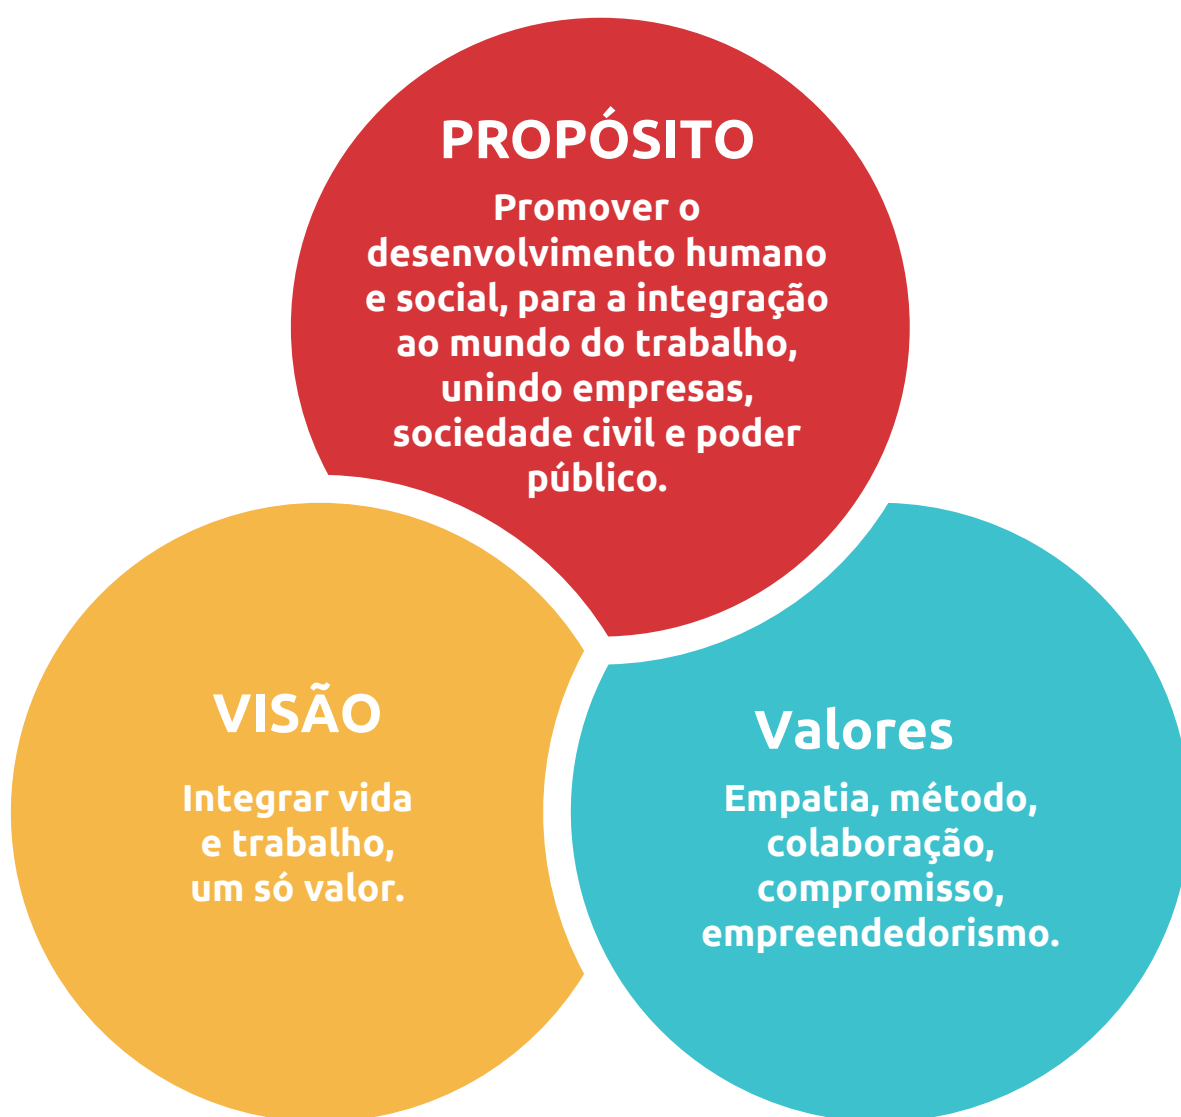 PROPÓSITO
Promover o
desenvolvimento humano
e social, para a integração
ao mundo do trabalho,
unindo empresas,
sociedade civil e poder
público.
VISÃO
Integrar vida
e trabalho,
um só valor.
Valores
Empatia, método,
colaboração,
compromisso,
empreendedorismo.